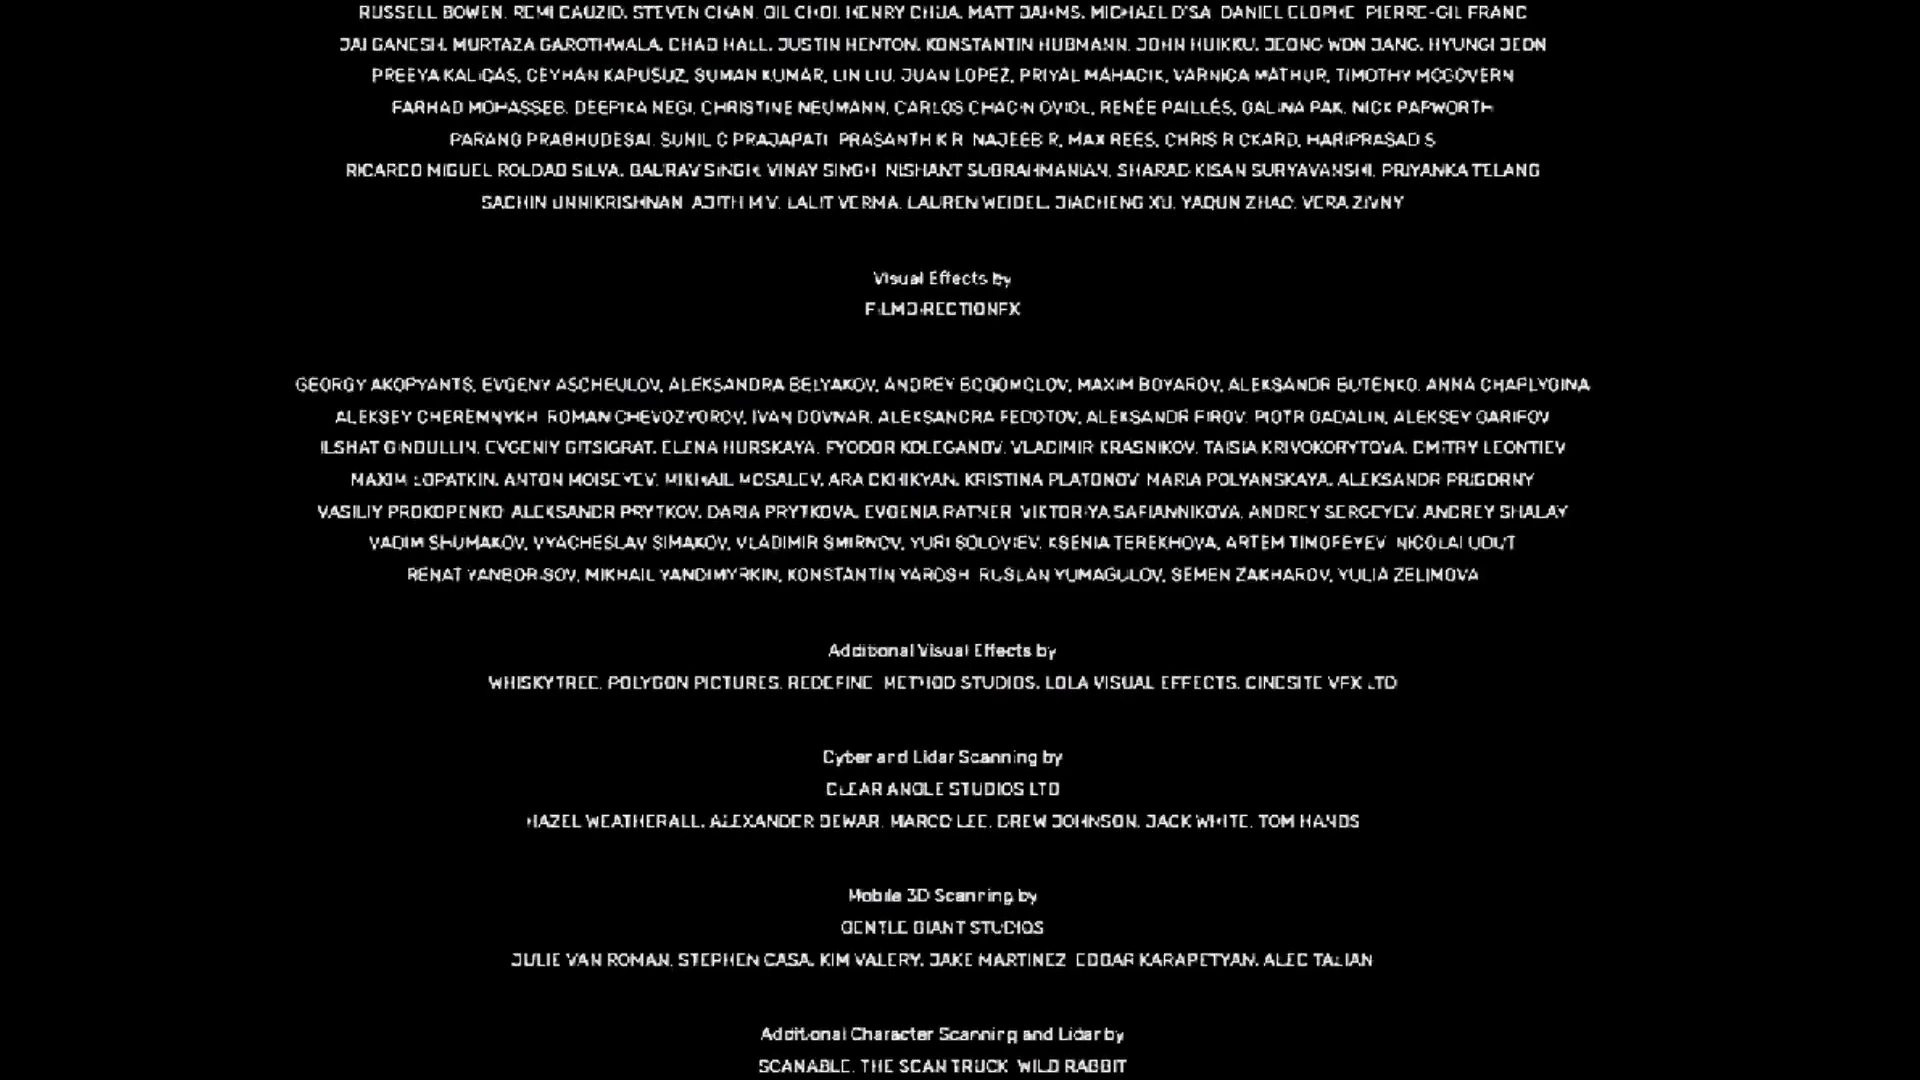 RUSSELL BOWEN, REMI CAUZID, STEVEN CHAN, GIL CHOI, HENRY CHUA, MATT DAHMS, MICHAEL D'SA, DANIEL ELOPHE, PIERRE-GIL FRANC
JAI GANESH, MURTAZA GAROTHWALA, CHAD HALL, JUSTIN HENTON, KONSTANTIN HUBMANN, JOHN HUIKKU, JEONG WON JANG, HYUNGI JEON
PREEYA KALIDAS, CEYHAN KAPUSUZ, SUMAN KUMAR, LIN LIU, JUAN LOPEZ, PRIYAL MAHADIK, VARNICA MATHUR, TIMOTHY MCGOVERN
FARHAD MOHASSEB, DEEPIKA NEGI, CHRISTINE NEUMANN, CARLOS CHACIN OVIOL, RENÉE PAILLÉS, GALINA PAK, NICK PAPWORTH
PARANG PRABHUDESAI, SUNIL C PRAJAPATI, PRASANTH K R, NAJEEB R, MAX REES, CHRIS RICKARD, HARIPRASAD S
RICARDO MIGUEL ROLDAO SILVA, GAURAV SINGH, VINAY SINGH, NISHANT SUBRAHMANIAN, SHARAD KISAN SURYAVANSHI, PRIYANKA TELANG
SACHIN UNNIKRISHNAN, AJITH M V, LALIT VERMA, LAUREN WEIDEL, JIACHENG XU, YAQUN ZHAO, VERA ZIVNY
Visual Effects by
FILMDIRECTIONFX
GEORGY AKOPYANTS, EVGENY ASCHEULOV, ALEKSANDRA BELYAKOV, ANDREY BOGOMOLOV, MAXIM BOYAROV, ALEKSANDR BUTENKO, ANNA CHAPLYGINA
ALEKSEY CHEREMNYKH, ROMAN CHEVOZYOROV, IVAN DOVNAR, ALEKSANDRA FEDOTOV, ALEKSANDR FIROV, PIOTR GADALIN, ALEKSEY GARIFOV
ILSHAT GINDULLIN, EVGENIY GITSIGRAT, ELENA HURSKAYA, FYODOR KOLEGANOV, VLADIMIR KRASNIKOV, TAISIA KRIVOKORYTOVA, DMITRY LEONTIEV
MAXIM LOPATKIN, ANTON MOISEYEV, MIKHAIL MOSALEV, ARA OKHIKYAN, KRISTINA PLATONOV, MARIA POLYANSKAYA, ALEKSANDR PRIGORNY
VASILIY PROKOPENKO, ALEKSANDR PRYTKOV, DARIA PRYTKOVA, EVGENIA RATNER, VIKTORIYA SAFIANNIKOVA, ANDREY SERGEYEV, ANDREY SHALAY
VADIM SHUMAKOV, VYACHESLAV SIMAKOV, VLADIMIR SMIRNOV, YURI SOLOVIEV, KSENIA TEREKHOVA, ARTEM TIMOFEYEV, NICOLAI UDUT
RENAT YANBORISOV, MIKHAIL YANDIMYRKIN, KONSTANTIN YAROSH, RUSLAN YUMAGULOV, SEMEN ZAKHAROV, YULIA ZELIMOVA
Additional Visual Effects by
WHISKYTREE, POLYGON PICTURES, REDEFINE, METHOD STUDIOS, LOLA VISUAL EFFECTS, CINESITE VFX LTD
Cyber and Lidar Scanning by
CLEAR ANGLE STUDIOS LTD
HAZEL WEATHERALL, ALEXANDER DEWAR, MARCO LEE, DREW JOHNSON, JACK WHITE, TOM HANDS
Mobile 3D Scanning by
GENTLE GIANT STUDIOS
JULIE VAN ROMAN, STEPHEN CASA, KIM VALERY, JAKE MARTINEZ, EDGAR KARAPETYAN, ALEC TALIAN
Additional Character Scanning and Lidar by
SCANABLE, THE SCAN TRUCK, WILD RABBIT